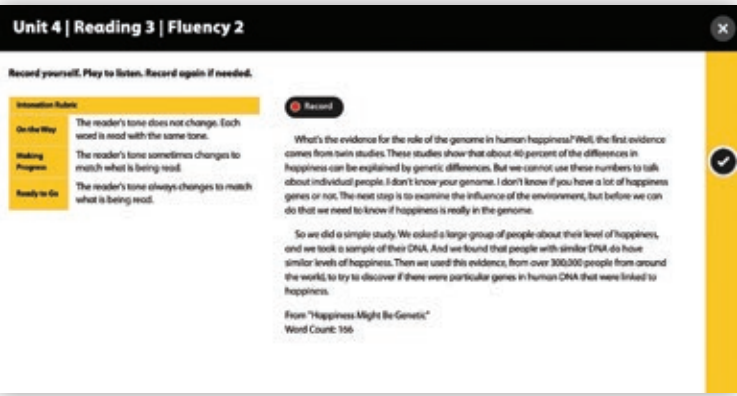 Unit 4 | Reading 3 | Fluency 2
Record yourself. Play to listen. Record again if needed.
Intonation Rubric
On the Way
The reader's tone does not change. Each
word is read with the same tone.
Making
Progress
The reader's tone sometimes changes to
match what is being read.
Ready to Go
The reader's tone always changes to match
what is being read.
Record
What's the evidence for the role of the genome in human happiness? Well, the first evidence
comes from twin studies. These studies show that about 40 percent of the differences in
happiness can be explained by genetic differences. But we cannot use these numbers to talk
about individual people. I don't know your genome. I don't know if you have a lot of happiness
genes or not. The next step is to examine the influence of the environment, but before we can
do that we need to know if happiness is really in the genome.
So we did a simple study. We asked a large group of people about their level of happiness,
and we took a sample of their DNA. And we found that people with similar DNA do have
similar levels of happiness. Then we used this evidence, from over 300,000 people from around
the world, to try to discover if there were particular genes in human DNA that were linked to
happiness.
From "Happiness Might Be Genetic"
Word Count: 166